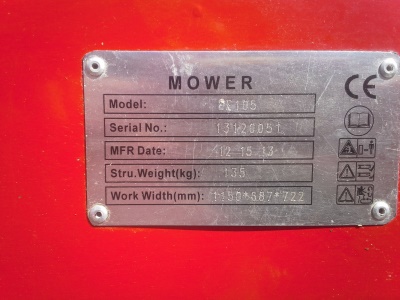 MOWER
CE
Model: EF105
Serial No.: 13120051
MFR Date: 12-15-13
Stru.Weight(kg): 135
Work Width(mm): 1150*687*722